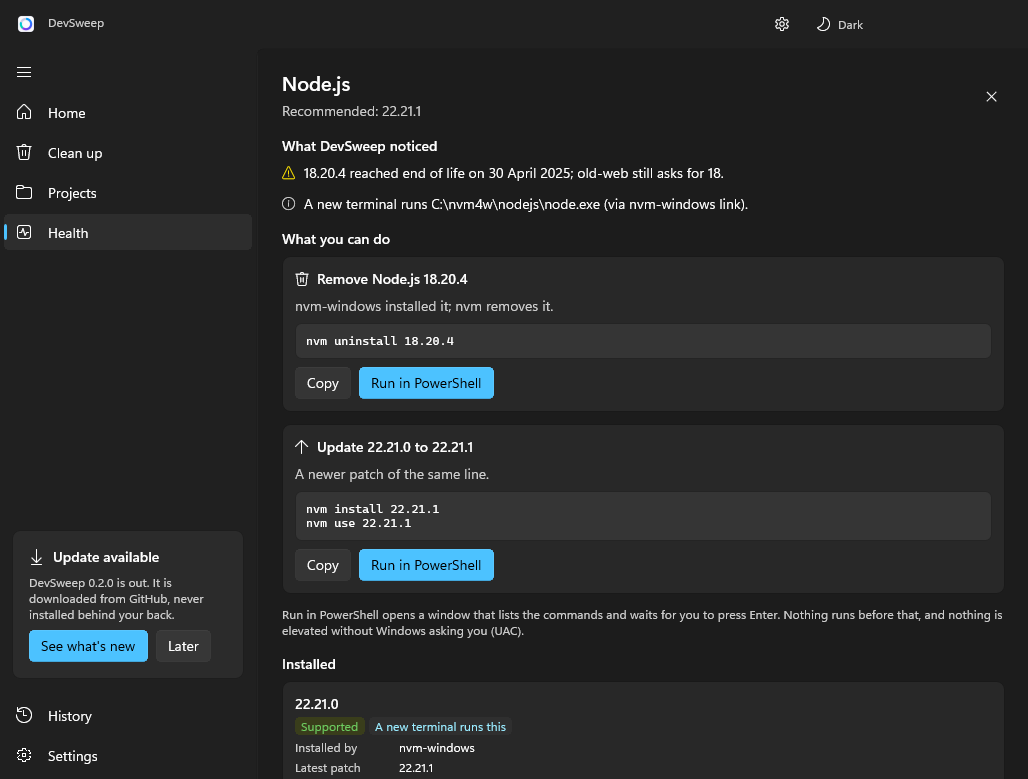 DevSweep
Dark
Home
Clean up
Projects
Health
Update available
DevSweep 0.2.0 is out. It is
downloaded from GitHub, never
installed behind your back.
See what's new
Later
History
Settings
Node.js
Recommended: 22.21.1
What DevSweep noticed
18.20.4 reached end of life on 30 April 2025; old-web still asks for 18.
A new terminal runs C:\nvm4w\nodejs\node.exe (via nvm-windows link).
What you can do
Remove Node.js 18.20.4
nvm-windows installed it; nvm removes it.
nvm uninstall 18.20.4
Copy
Run in PowerShell
Update 22.21.0 to 22.21.1
A newer patch of the same line.
nvm install 22.21.1
nvm use 22.21.1
Copy
Run in PowerShell
Run in PowerShell opens a window that lists the commands and waits for you to press Enter. Nothing runs before that, and nothing is
elevated without Windows asking you (UAC).
Installed
22.21.0
Supported
A new terminal runs this
Installed by
nvm-windows
Latest patch
22.21.1